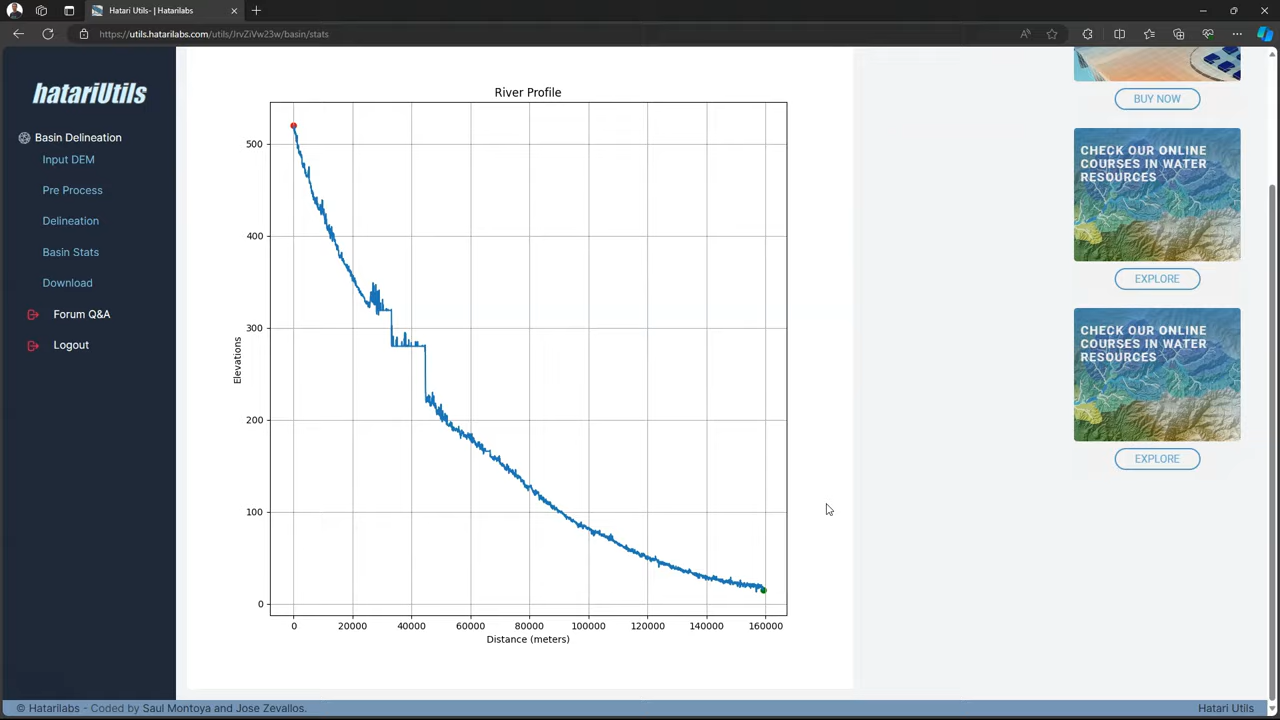 Hatari Utils- | Hatarilabs
https://utils.hatarilabs.com/utils/JrvZiVw23w/basin/stats
hatariUtils
Basin Delineation
Input DEM
Pre Process
Delineation
Basin Stats
Download
Forum Q&A
Logout
River Profile
500
400
300
200
100
0
Elevations
0 20000 40000 60000 80000 100000 120000 140000 160000
Distance (meters)
BUY NOW
CHECK OUR ONLINE
COURSES IN WATER
RESOURCES
EXPLORE
CHECK OUR ONLINE
COURSES IN WATER
RESOURCES
EXPLORE
© Hatarilabs - Coded by Saul Montoya and Jose Zevallos.
Hatari Utils